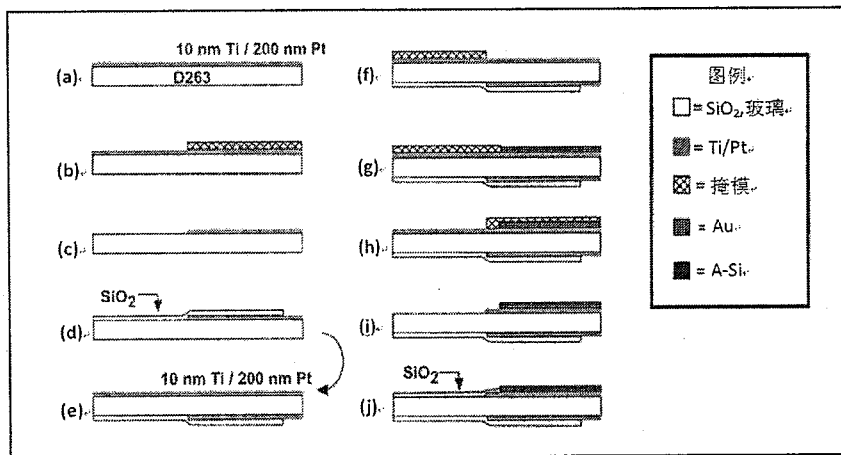 10 nm Ti / 200 nm Pt
(a)
D263
(b)
(c)
SiO₂
(d)
10 nm Ti / 200 nm Pt
(e)
(f)
(g)
(h)
(i)
SiO₂
(j)
图例
=SiO₂,玻璃
= Ti/Pt
= 掩模
= Au
= A-Si